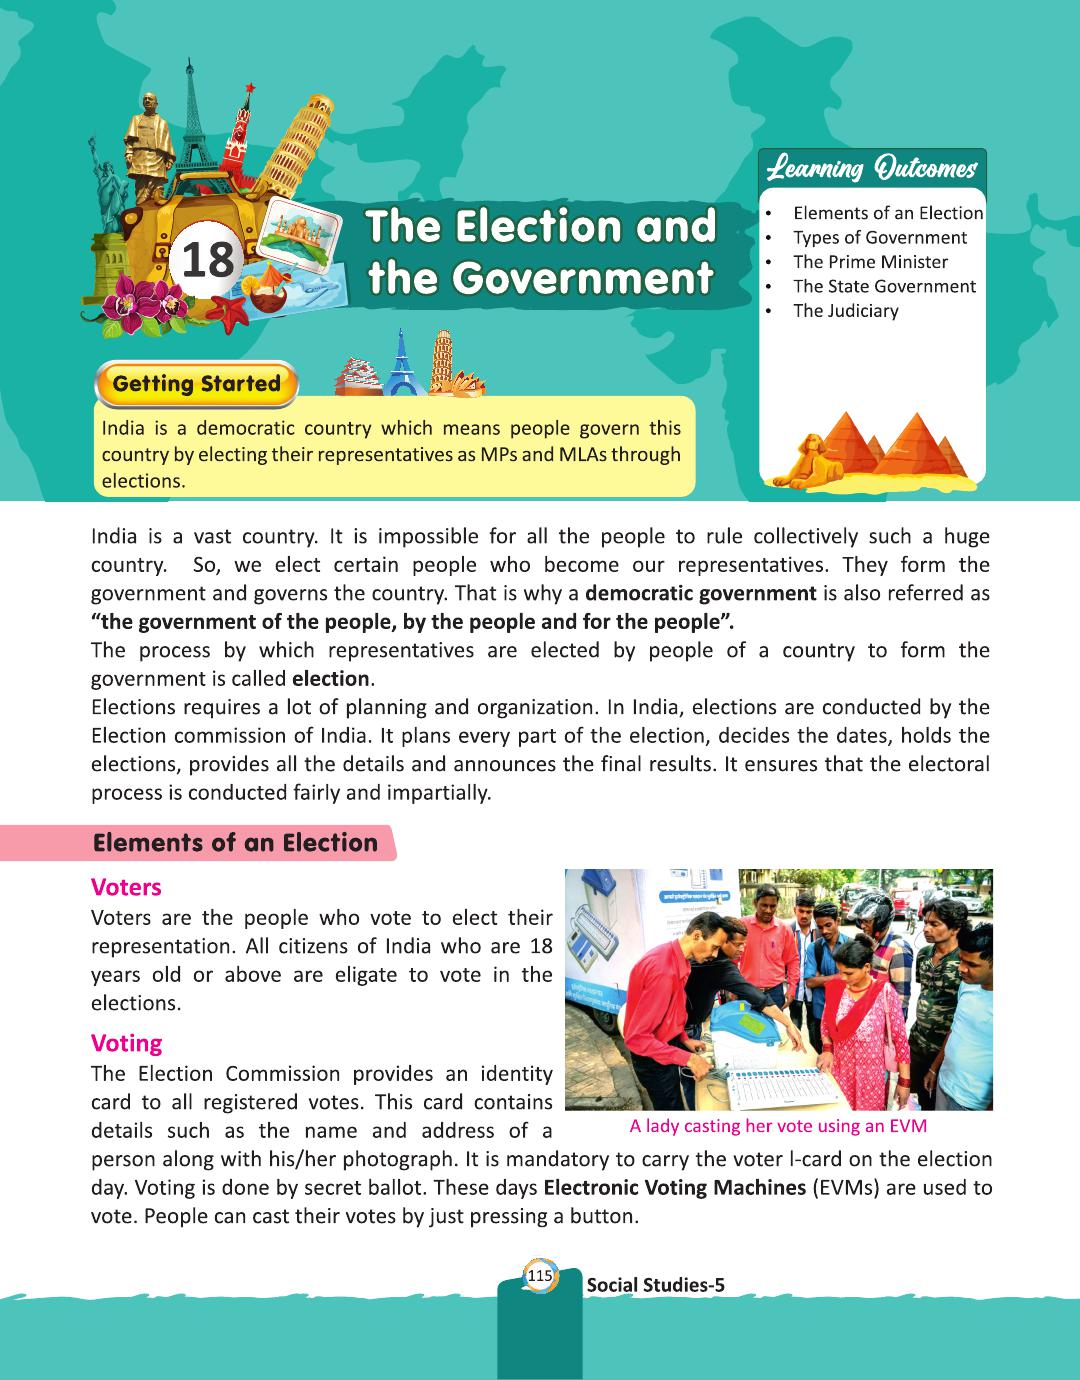 18
The Election and
the Government
Learning Outcomes
• Elements of an Election
• Types of Government
• The Prime Minister
• The State Government
• The Judiciary
Getting Started
India is a democratic country which means people govern this
country by electing their representatives as MPs and MLAs through
elections.
India is a vast country. It is impossible for all the people to rule collectively such a huge
country. So, we elect certain people who become our representatives. They form the
government and governs the country. That is why a democratic government is also referred as
“the government of the people, by the people and for the people”.
The process by which representatives are elected by people of a country to form the
government is called election.
Elections requires a lot of planning and organization. In India, elections are conducted by the
Election commission of India. It plans every part of the election, decides the dates, holds the
elections, provides all the details and announces the final results. It ensures that the electoral
process is conducted fairly and impartially.
Elements of an Election
Voters
Voters are the people who vote to elect their
representation. All citizens of India who are 18
years old or above are eligate to vote in the
elections.
Voting
The Election Commission provides an identity
card to all registered votes. This card contains
details such as the name and address of a
A lady casting her vote using an EVM
person along with his/her photograph. It is mandatory to carry the voter I-card on the election
day. Voting is done by secret ballot. These days Electronic Voting Machines (EVMs) are used to
vote. People can cast their votes by just pressing a button.
115
Social Studies-5